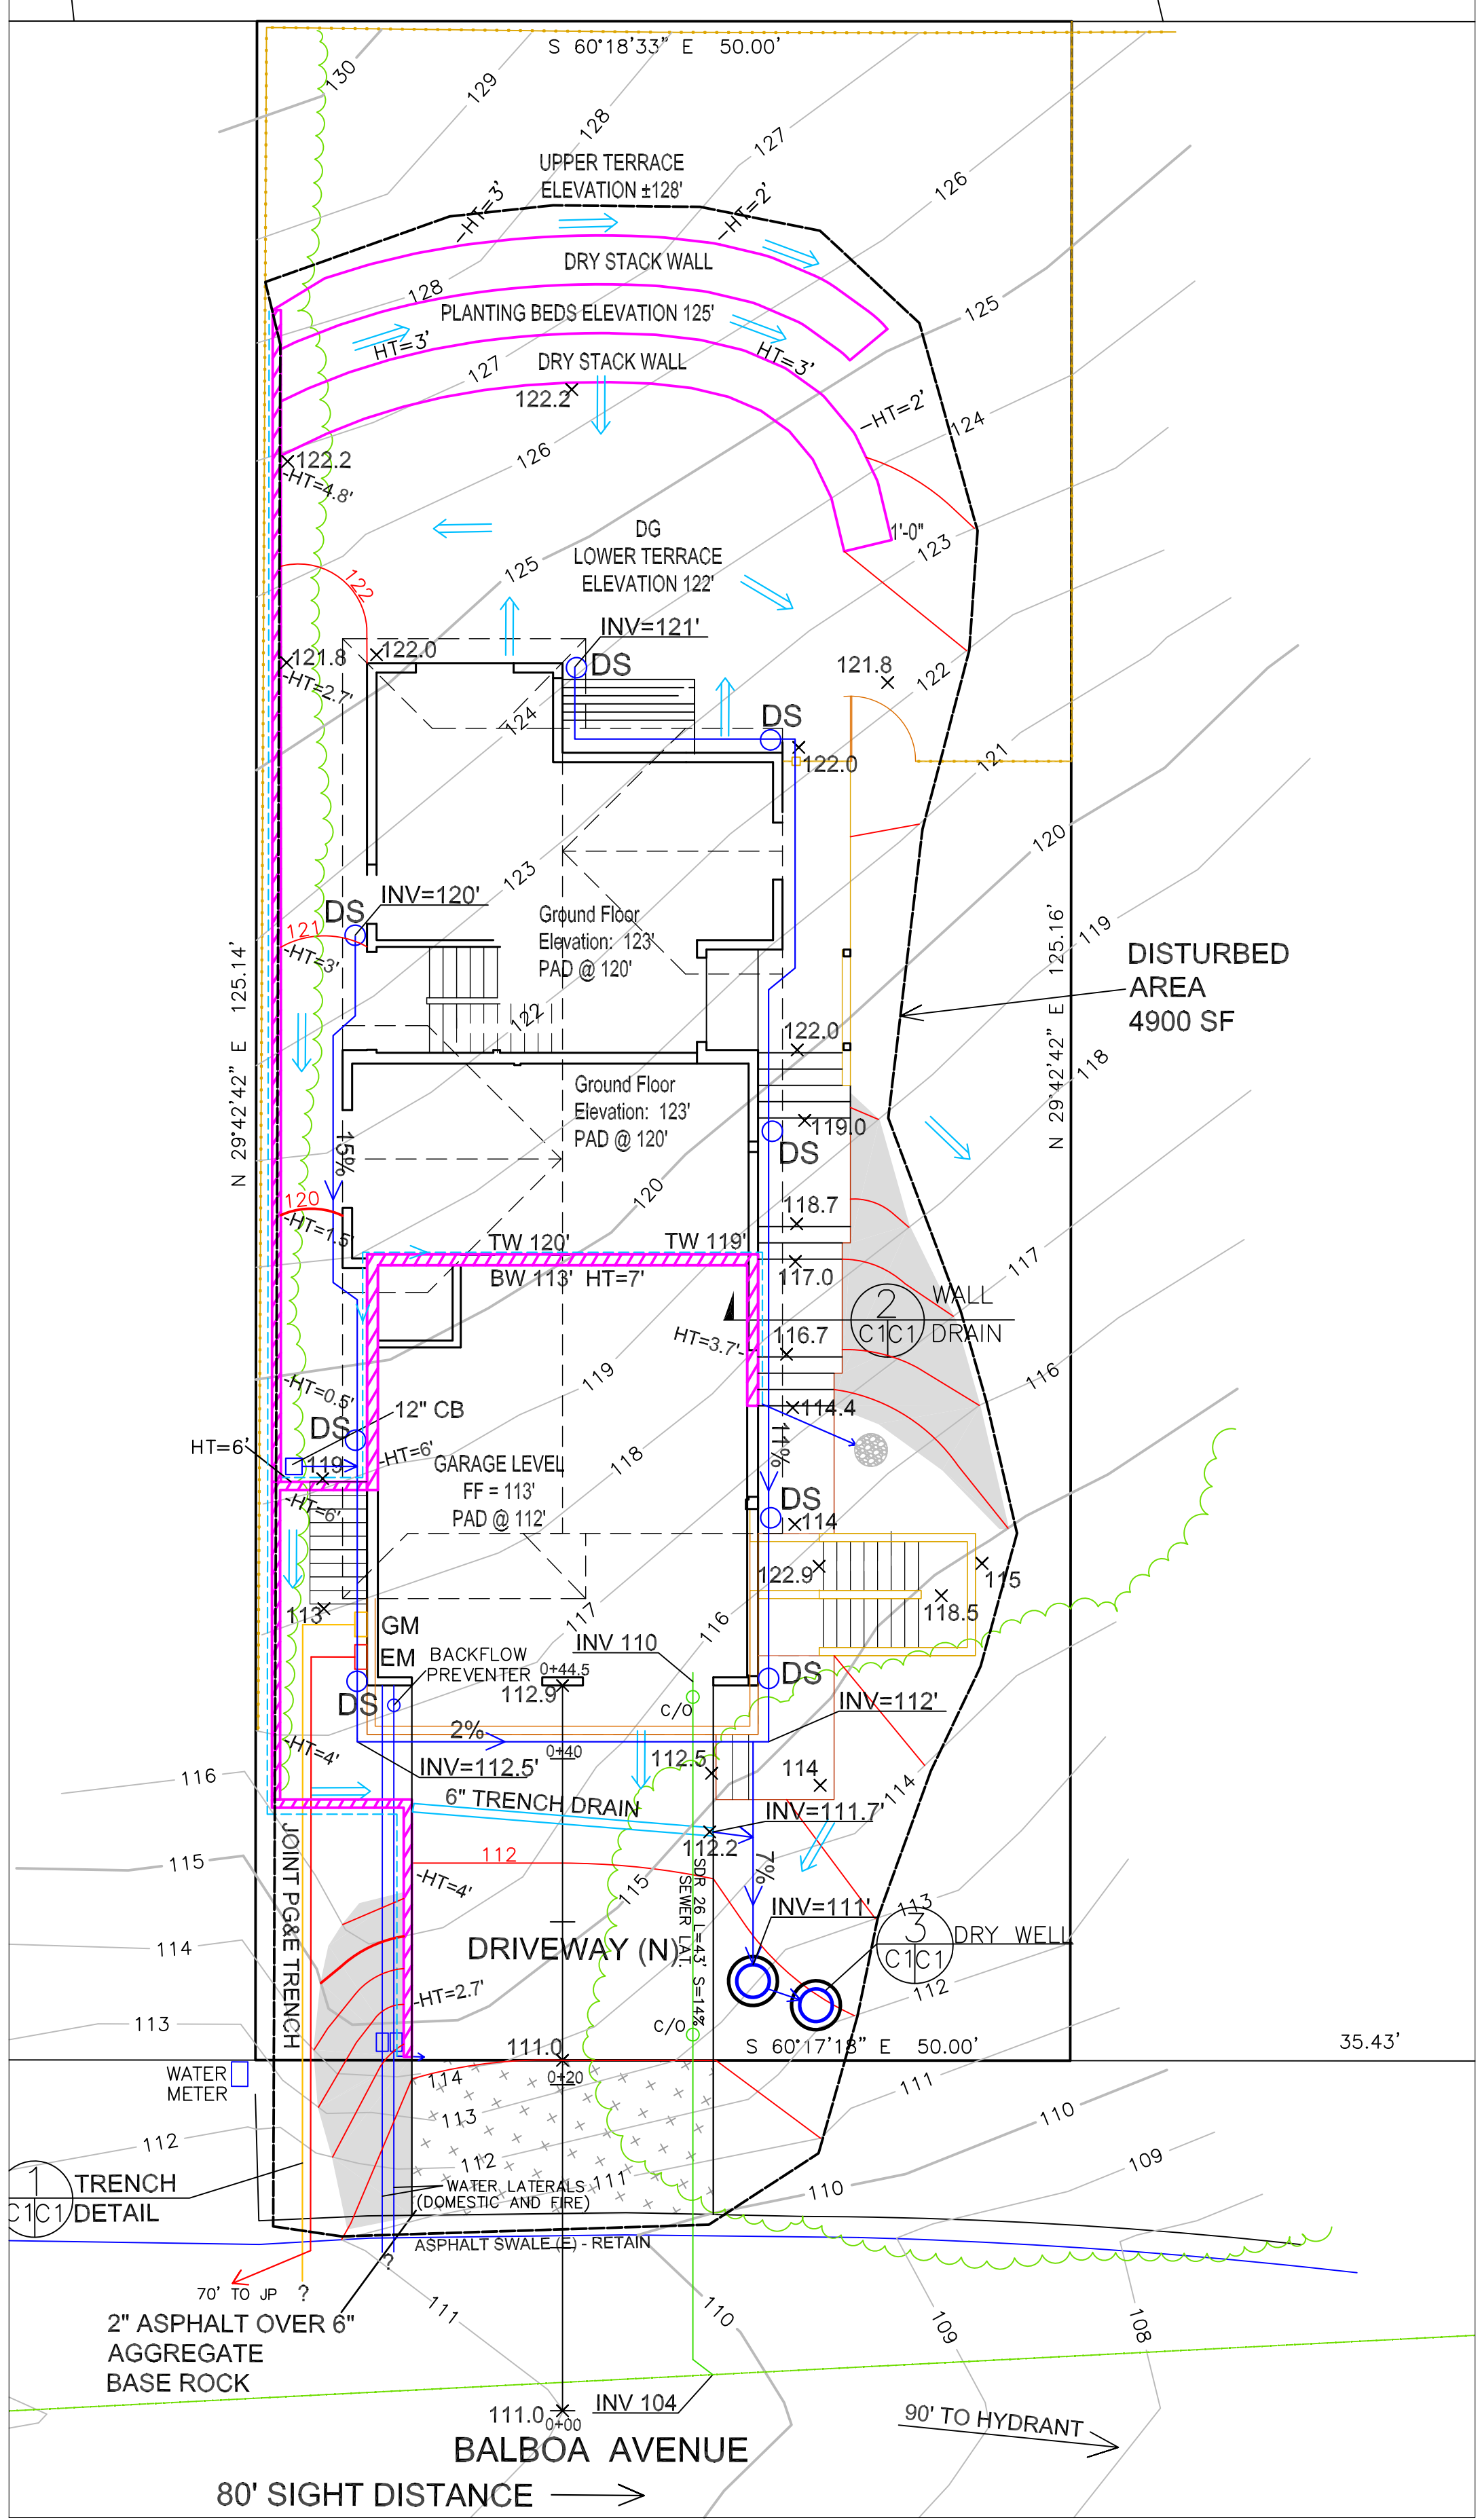 S 60°18'33" E 50.00'
130
129
128
127
126
UPPER TERRACE
ELEVATION ±128'
-HT=3'
-HT=2'
DRY STACK WALL
128
PLANTING BEDS ELEVATION 125'
125
HT=3'
HT=3'
127
DRY STACK WALL
122.2
-HT=2'
124
126
122.2
-HT=4.8'
DG
LOWER TERRACE
ELEVATION 122'
1'-0"
123
125
122
INV=121'
DS
122.0
121.8
-HT=2.7'
121.8
122
124
DS
122.0
121
120
123
INV=120'
DS
121
-HT=3'
Ground Floor
Elevation: 123'
PAD @ 120'
119
DISTURBED
AREA
4900 SF
N 29°42'42" E 125.14'
N 29°42'42" E 125.16'
122
122.0
118
Ground Floor
Elevation: 123'
PAD @ 120'
119.0
DS
15%
120
120
-HT=1.5'
118.7
TW 120'
TW 119'
BW 113' HT=7'
117.0
117
2
C1
C1
WALL
DRAIN
HT=3.7'-
116.7
116
119
-HT=0.5'
12" CB
114.4
DS
HT=6'
119
-HT=6'
-HT=6'
118
11%
GARAGE LEVEL
FF = 113'
PAD @ 112'
DS
114
122.9
115
118.5
113
117
116
GM
EM
BACKFLOW
PREVENTER
INV 110
0+44.5
112.9
DS
DS
C/O
INV=112'
2%
-HT=4'
INV=112.5'
0+40
112.5
114
114
116
6" TRENCH DRAIN
INV=111.7'
112.2
112
115
-HT=4'
115
7%
JOINT PG&E TRENCH
SDR 26 L=43' S=14%
SEWER LAT.
INV=111'
113
3
C1
C1
DRY WELL
DRIVEWAY (N)
114
-HT=2.7'
112
113
C/O
111.0
S 60°17'18" E 50.00'
35.43'
WATER
METER
0+20
114
111
113
110
112
112
111
109
1
C1
C1
TRENCH
DETAIL
WATER LATERALS
(DOMESTIC AND FIRE)
110
ASPHALT SWALE (E) - RETAIN
?
70' TO JP
?
111
110
109
108
2" ASPHALT OVER 6"
AGGREGATE
BASE ROCK
INV 104
111.0
0+00
90' TO HYDRANT
BALBOA AVENUE
80' SIGHT DISTANCE